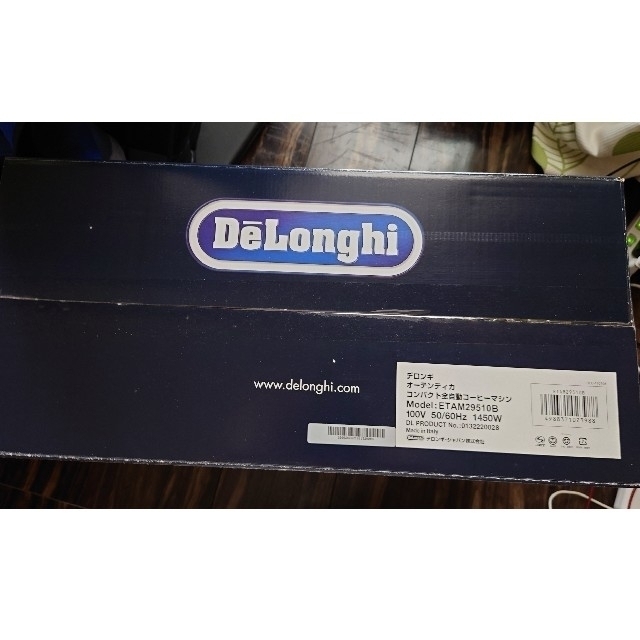 DēLonghi
www.delonghi.com
デロンギ
オーテンティカ
コンパクト全自動コーヒーマシン
Model:ETAM29510B
100V 50/60Hz 1450W
DL PRODUCT No.:0132220028
Made in Italy
デロンギ・ジャパン株式会社